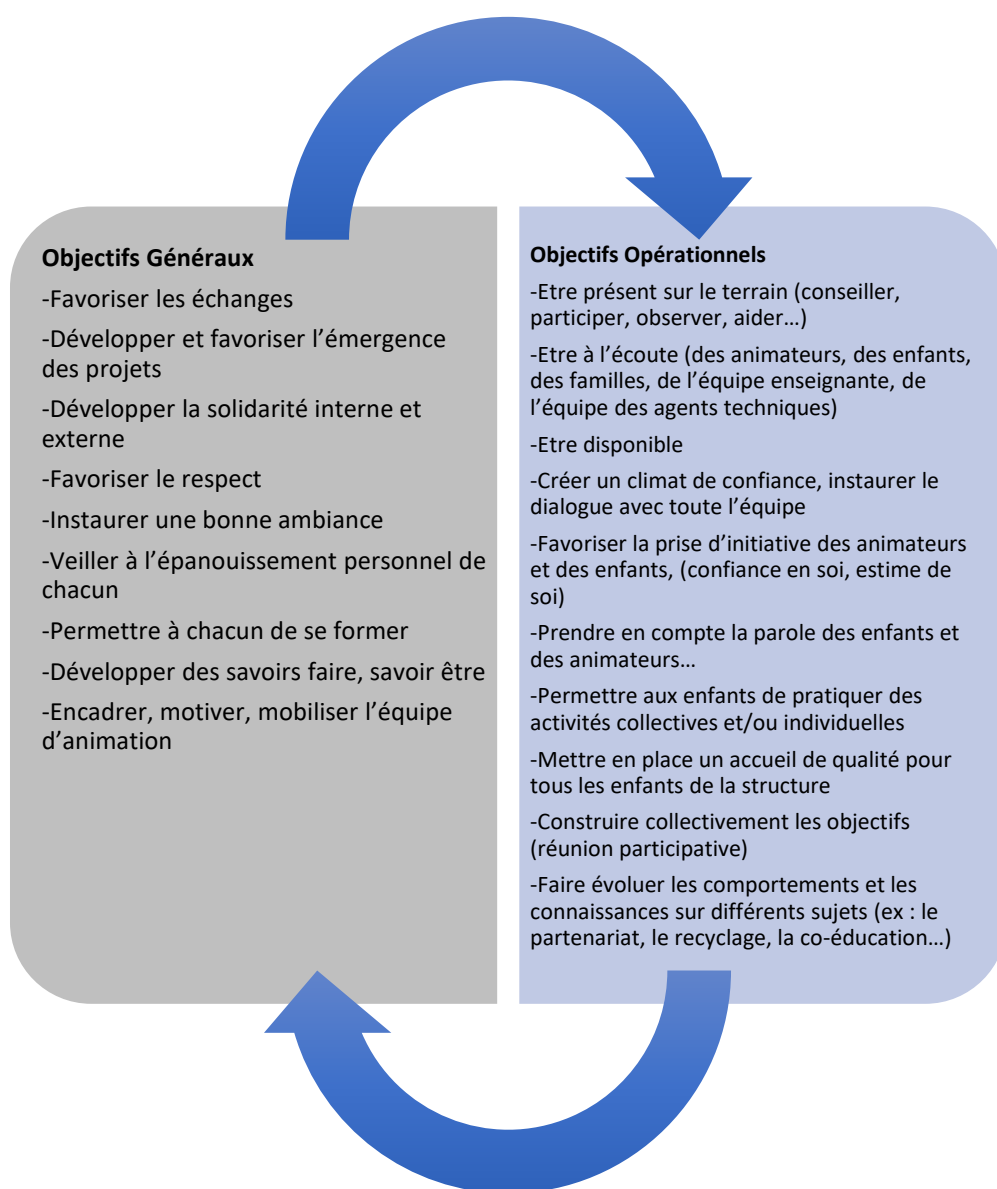 Objectifs Généraux
-Favoriser les échanges
-Développer et favoriser l’émergence
des projets
-Développer la solidarité interne et
externe
-Favoriser le respect
-Instaurer une bonne ambiance
-Veiller à l’épanouissement personnel de
chacun
-Permettre à chacun de se former
-Développer des savoirs faire, savoir être
-Encadrer, motiver, mobiliser l’équipe
d’animation
Objectifs Opérationnels
-Etre présent sur le terrain (conseiller,
participer, observer, aider…)
-Etre à l’écoute (des animateurs, des enfants,
des familles, de l’équipe enseignante, de
l’équipe des agents techniques)
-Etre disponible
-Créer un climat de confiance, instaurer le
dialogue avec toute l’équipe
-Favoriser la prise d’initiative des animateurs
et des enfants, (confiance en soi, estime de
soi)
-Prendre en compte la parole des enfants et
des animateurs…
-Permettre aux enfants de pratiquer des
activités collectives et/ou individuelles
-Mettre en place un accueil de qualité pour
tous les enfants de la structure
-Construire collectivement les objectifs
(réunion participative)
-Faire évoluer les comportements et les
connaissances sur différents sujets (ex : le
partenariat, le recyclage, la co-éducation…)